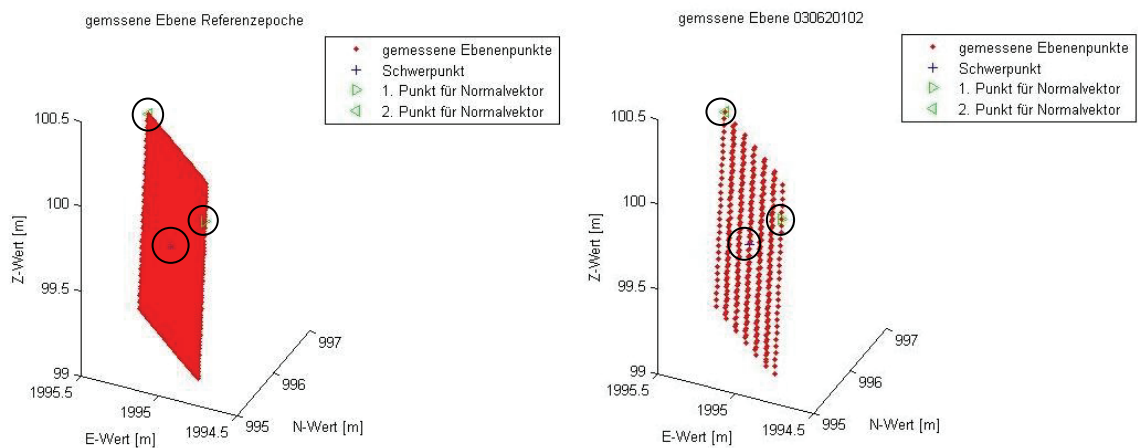 gemssene Ebene Referenzepoche
gemessene Ebenenpunkte
Schwerpunkt
1. Punkt für Normalvektor
2. Punkt für Normalvektor
100.5
100
99.5
99
Z-Wert [m]
1995.5
1995
1994.5
E-Wert [m]
995
996
997
N-Wert [m]
gemssene Ebene 030620102
gemessene Ebenenpunkte
Schwerpunkt
1. Punkt für Normalvektor
2. Punkt für Normalvektor
100.5
100
99.5
99
Z-Wert [m]
1995.5
1995
1994.5
E-Wert [m]
995
996
997
N-Wert [m]